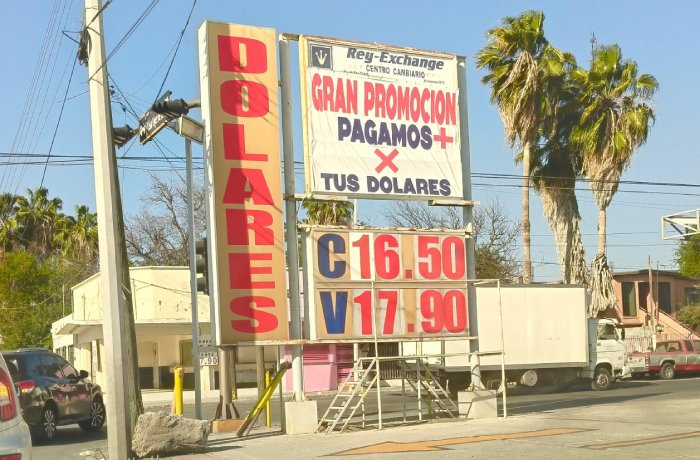 DOLARES
Rey-Exchange
CENTRO CAMBIARIO
GRAN PROMOCION
PAGAMOS+
X
TUS DOLARES
C 16.50
V 17.90